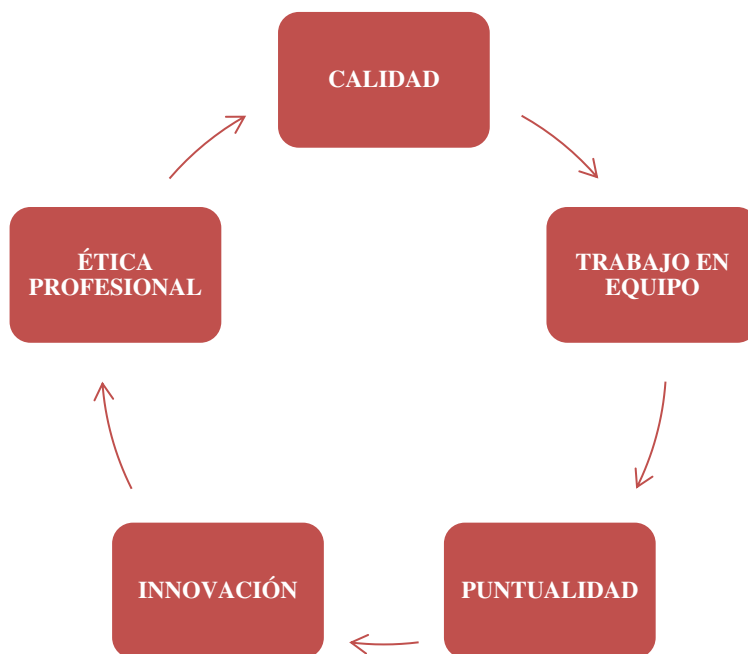 CALIDAD
TRABAJO EN
EQUIPO
PUNTUALIDAD
INNOVACIÓN
ÉTICA
PROFESIONAL